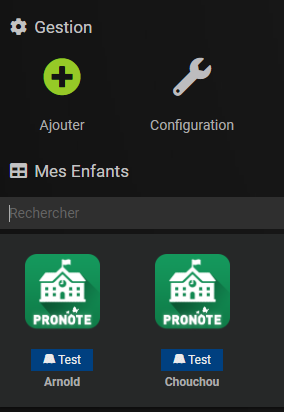 Gestion
Ajouter
Configuration
Mes Enfants
Rechercher
PRONOTE
PRONOTE
Test
Test
Arnold
Chouchou